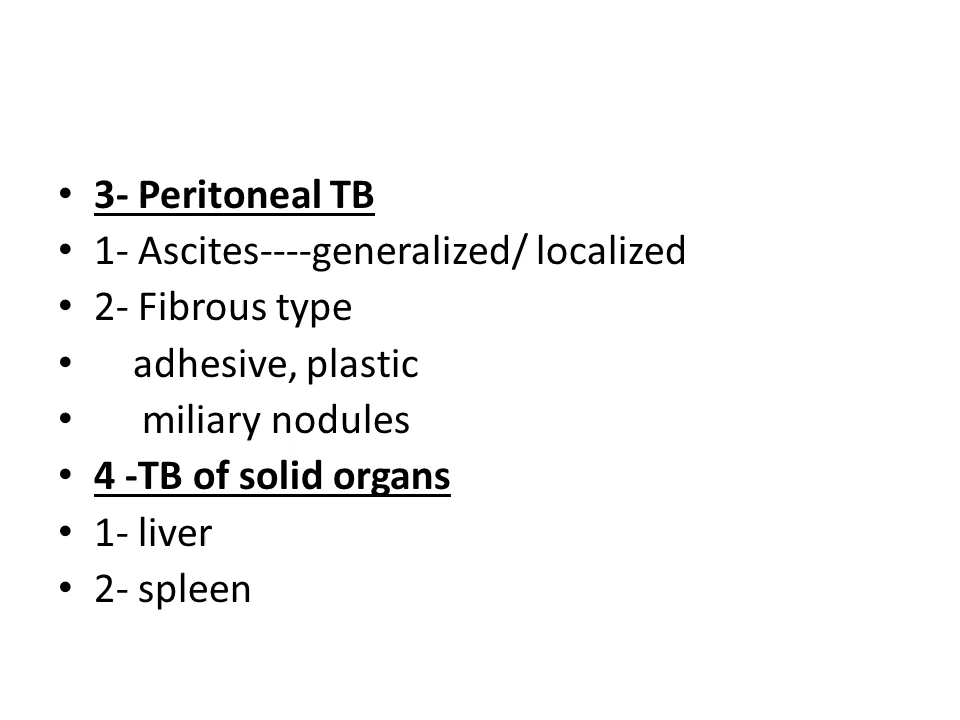 • 3- Peritoneal TB
• 1- Ascites----generalized/ localized
• 2- Fibrous type
• adhesive, plastic
• miliary nodules
• 4 -TB of solid organs
• 1- liver
• 2- spleen